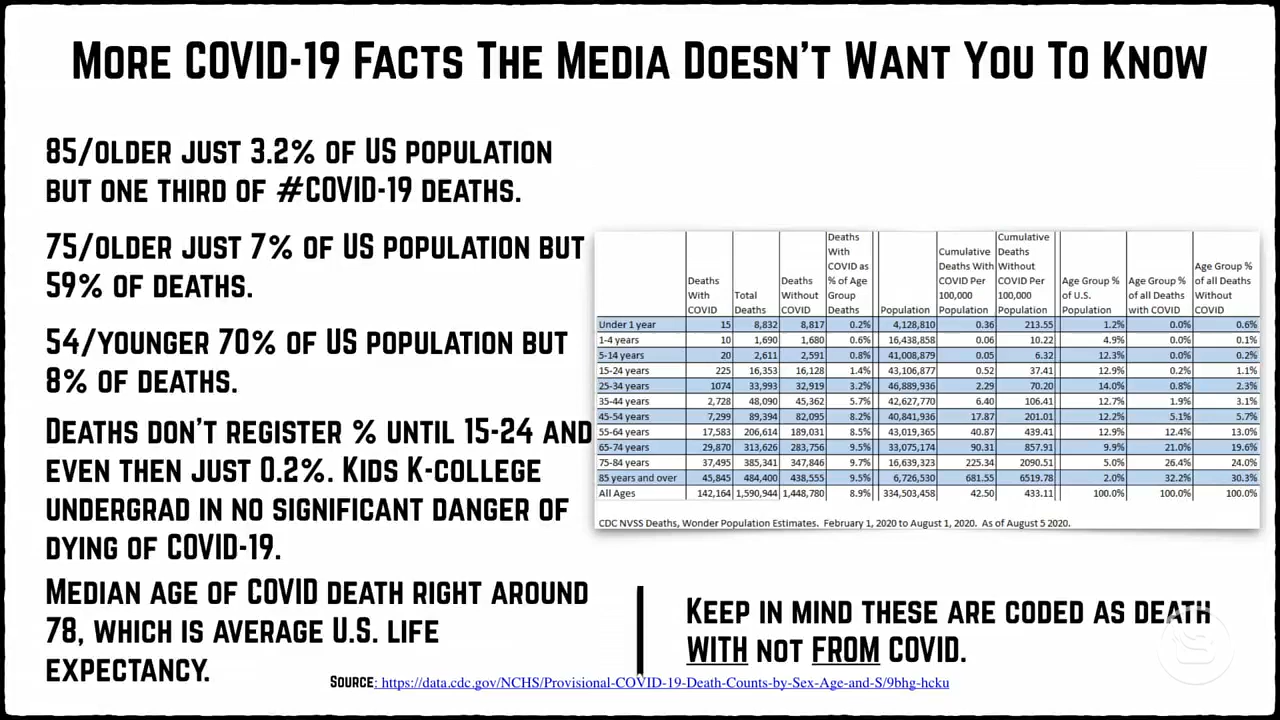 More COVID-19 Facts The Media Doesn't Want You To Know
85/older just 3.2% of US population
but one third of #COVID-19 deaths.
75/older just 7% of US population but
59% of deaths.
54/younger 70% of US population but
8% of deaths.
Deaths don't register % until 15-24 and
even then just 0.2%. Kids K-college
undergrad in no significant danger of
dying of COVID-19.
Median age of COVID death right around
78, which is average U.S. life
expectancy.
Deaths With COVID | Total Deaths | Deaths Without COVID | Deaths With COVID as % of Age Group Deaths | Population | Cumulative Deaths With COVID Per 100,000 Population | Cumulative Deaths Without COVID Per 100,000 Population | Age Group % of U.S. Population | Age Group % of all Deaths with COVID | Age Group % of all Deaths Without COVID
Under 1 year 15 8,832 8,817 0.2% 4,128,810 0.36 213.55 1.2% 0.0% 0.6%
1-4 years 10 1,690 1,680 0.6% 16,438,858 0.06 10.22 4.9% 0.0% 0.1%
5-14 years 20 2,611 2,591 0.8% 41,008,879 0.05 6.32 12.3% 0.0% 0.2%
15-24 years 225 16,353 16,128 1.4% 43,106,877 0.52 37.41 12.9% 0.2% 1.1%
25-34 years 1074 33,993 32,919 3.2% 46,889,936 2.29 70.20 14.0% 0.8% 2.3%
35-44 years 2,728 48,090 45,362 5.7% 42,627,770 6.40 106.41 12.7% 1.9% 3.1%
45-54 years 7,299 89,394 82,095 8.2% 40,841,936 17.87 201.01 12.2% 5.1% 5.7%
55-64 years 17,583 206,614 189,031 8.5% 43,019,365 40.87 439.41 12.9% 12.4% 13.0%
65-74 years 29,870 313,626 283,756 9.5% 33,075,174 90.31 857.91 9.9% 21.0% 19.6%
75-84 years 37,495 385,341 347,846 9.7% 16,639,323 225.34 2090.51 5.0% 26.4% 24.0%
85 years and over 45,845 484,400 438,555 9.5% 6,726,530 681.55 6519.78 2.0% 32.2% 30.3%
All Ages 142,164 1,590,944 1,448,780 8.9% 334,503,458 42.50 433.11 100.0% 100.0% 100.0%
CDC NVSS Deaths, Wonder Population Estimates. February 1, 2020 to August 1, 2020. As of August 5 2020.
Keep in mind these are coded as death
WITH not FROM COVID.
Source: https://data.cdc.gov/NCHS/Provisional-COVID-19-Death-Counts-by-Sex-Age-and-S/9bhg-hcku